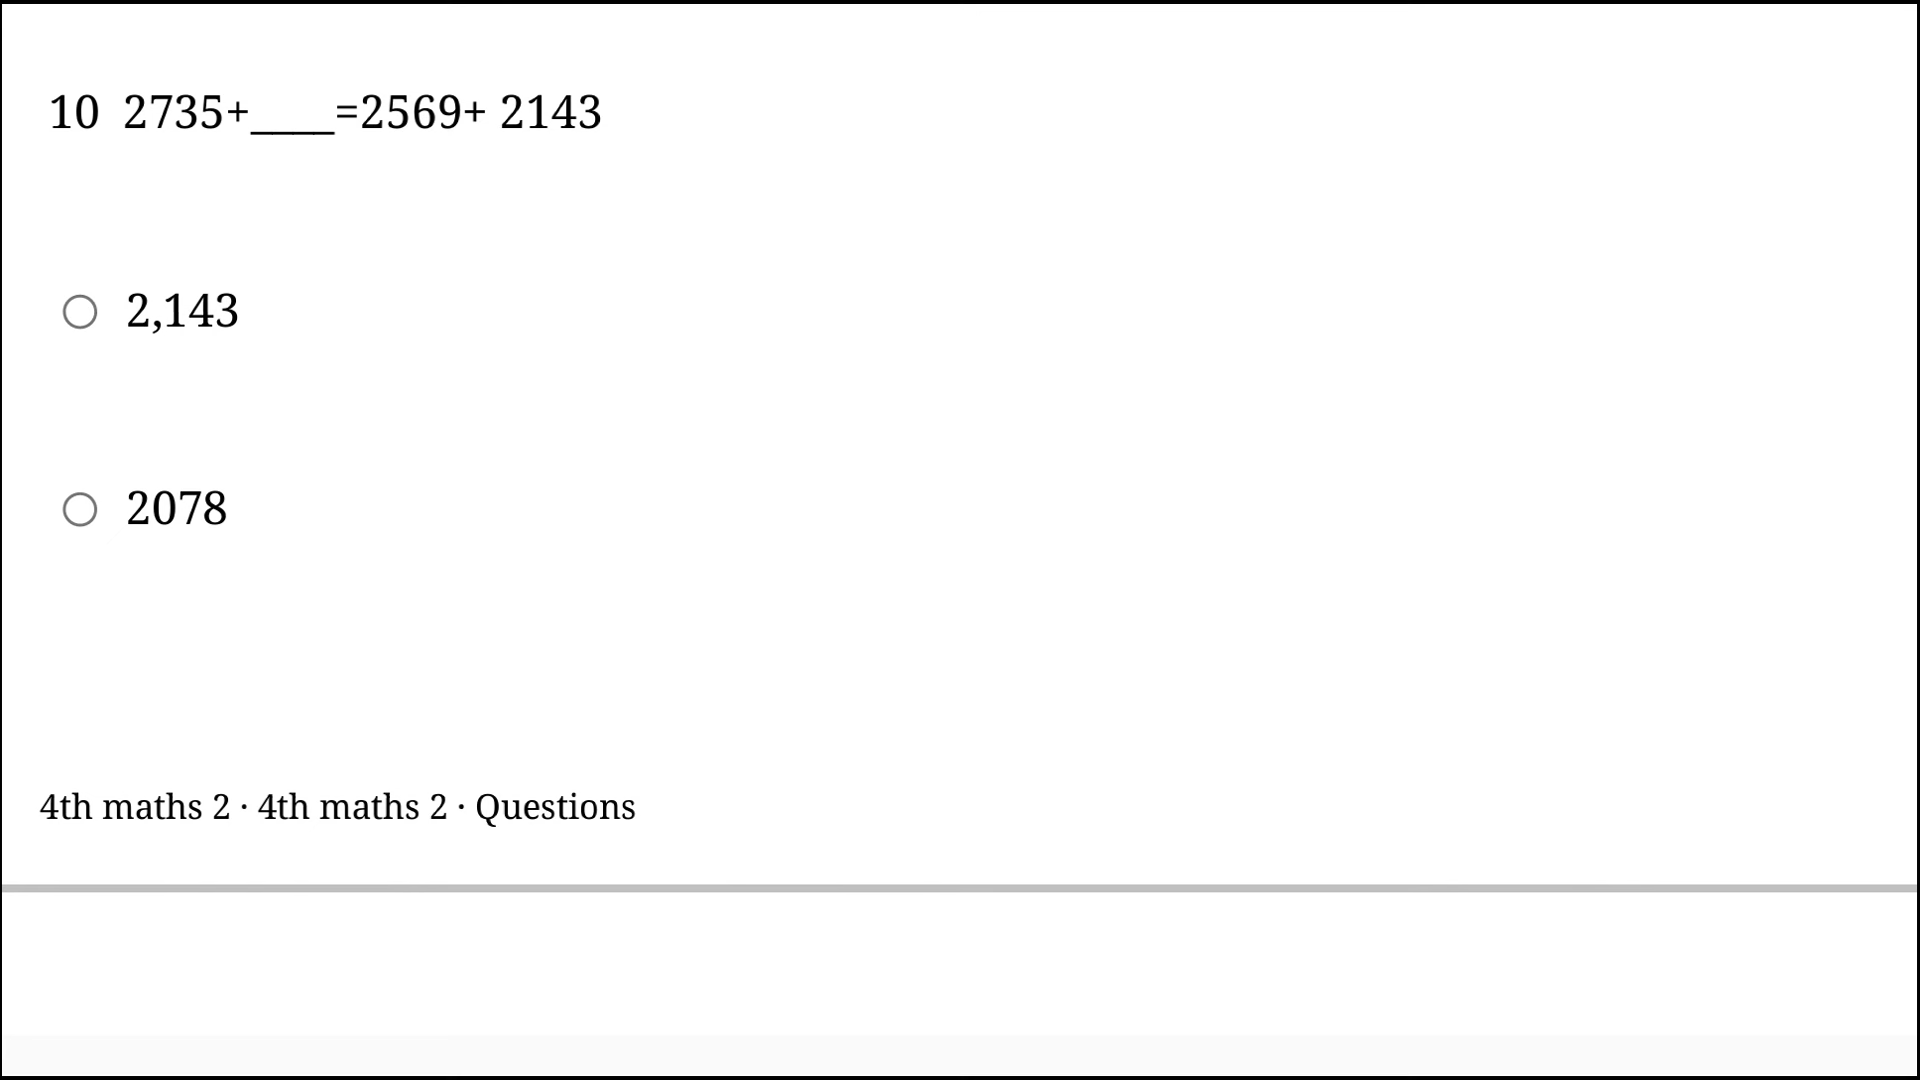 10 2735+____=2569+ 2143
2,143
2078
4th maths 2 · 4th maths 2 · Questions